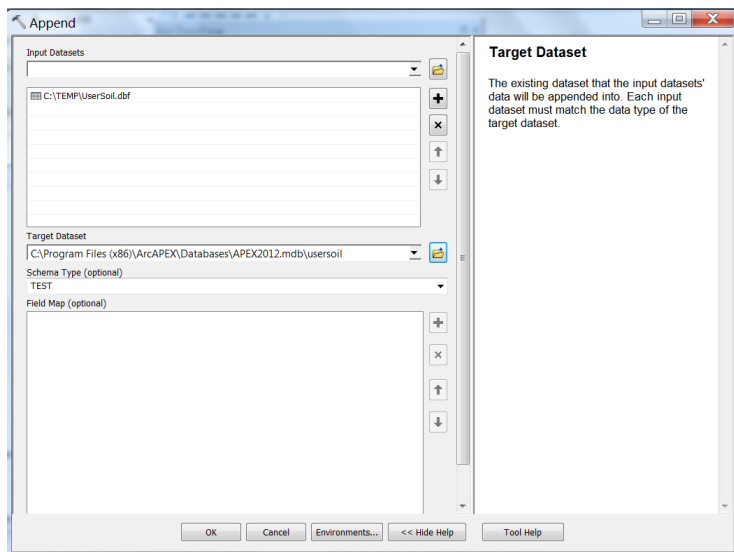 Append
Input Datasets
C:\TEMP\UserSoil.dbf
Target Dataset
C:\Program Files (x86)\ArcAPEX\Databases\APEX2012.mdb\usersoil
Schema Type (optional)
TEST
Field Map (optional)
OK
Cancel
Environments...
<< Hide Help
Target Dataset
The existing dataset that the input datasets'
data will be appended into. Each input
dataset must match the data type of the
target dataset.
Tool Help